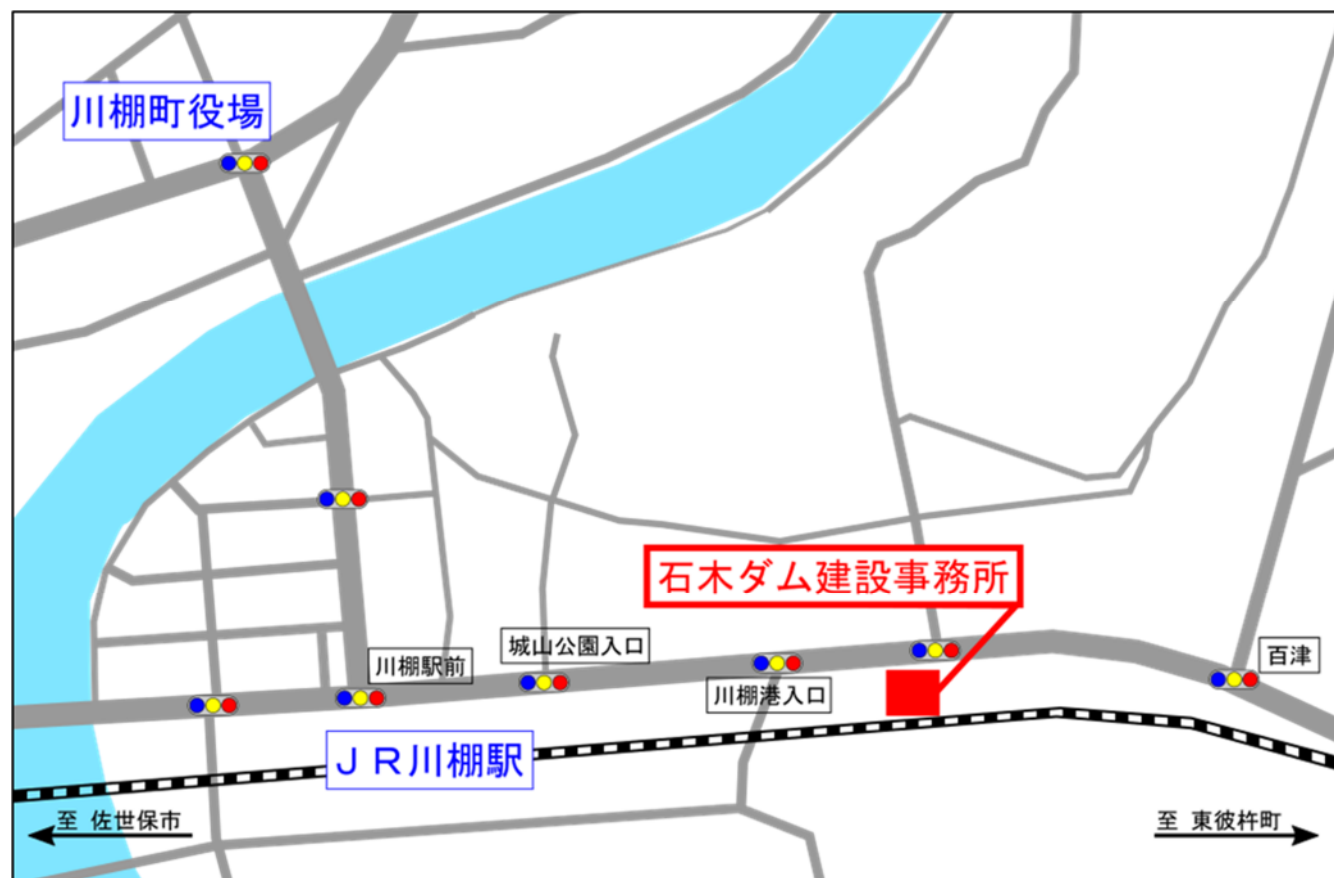 川棚町役場
石木ダム建設事務所
城山公園入口
川棚駅前
百津
川棚港入口
ＪＲ川棚駅
至 佐世保市
至 東彼杵町